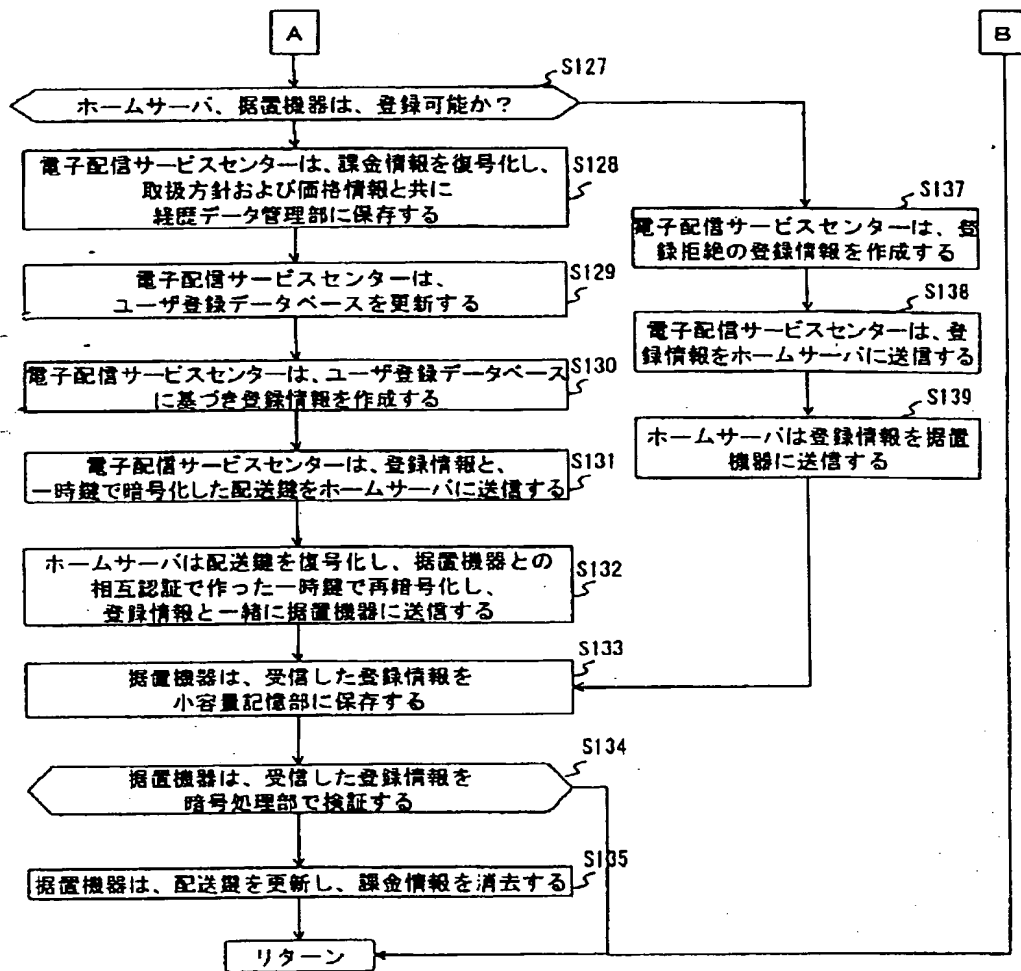 A
B
S127
ホームサーバ、据置機器は、登録可能か？
電子配信サービスセンターは、課金情報を復号化し、
取扱方針および価格情報と共に
経歴データ管理部に保存する
S128
電子配信サービスセンターは、
ユーザ登録データベースを更新する
S129
電子配信サービスセンターは、ユーザ登録データベース
に基づき登録情報を作成する
S130
電子配信サービスセンターは、登録情報と、
一時鍵で暗号化した配送鍵をホームサーバに送信する
S131
ホームサーバは配送鍵を復号化し、据置機器との
相互認証で作った一時鍵で再暗号化し、
登録情報と一緒に据置機器に送信する
S132
S133
据置機器は、受信した登録情報を
小容量記憶部に保存する
S134
据置機器は、受信した登録情報を
暗号処理部で検証する
S135
据置機器は、配送鍵を更新し、課金情報を消去する
リターン
S137
電子配信サービスセンターは、登
録拒絶の登録情報を作成する
S138
電子配信サービスセンターは、登
録情報をホームサーバに送信する
S139
ホームサーバは登録情報を据置
機器に送信する